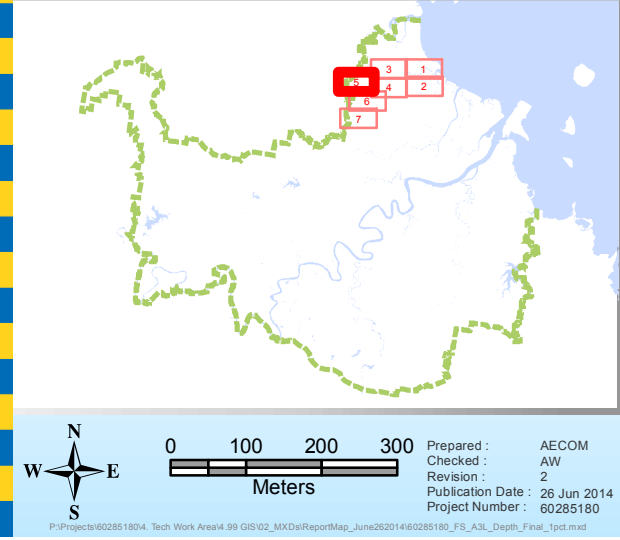 3 1
5 4 2
6
7
N
W E
S
0 100 200 300
Meters
Prepared : AECOM
Checked : AW
Revision : 2
Publication Date : 26 Jun 2014
Project Number : 60285180
P:\Projects\60285180\4. Tech Work Area\4.99 GIS\02_MXDs\ReportMap_June262014\60285180_FS_A3L_Depth_Final_1pct.mxd